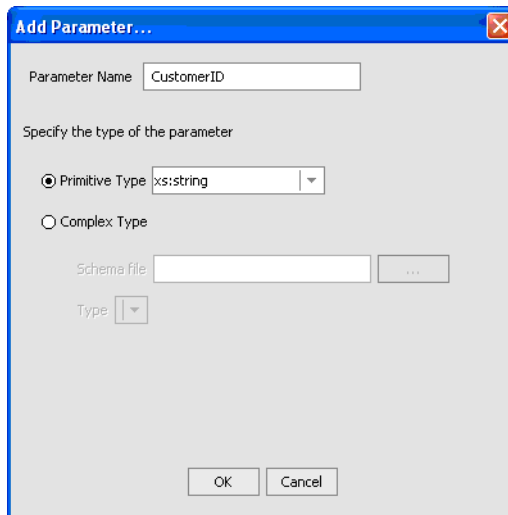 Add Parameter...
Parameter Name CustomerID
Specify the type of the parameter
Primitive Type xs:string
Complex Type
Schema file ...
Type
OK Cancel